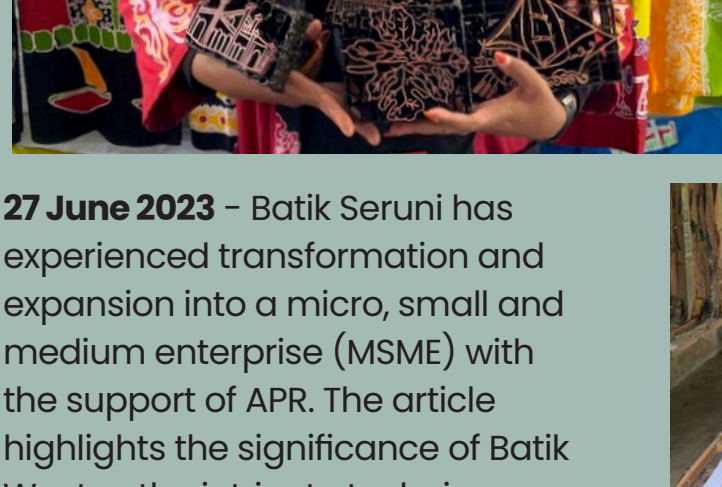 27 June 2023 - Batik Seruni has
experienced transformation and
expansion into a micro, small and
medium enterprise (MSME) with
the support of APR. The article
highlights the significance of Batik